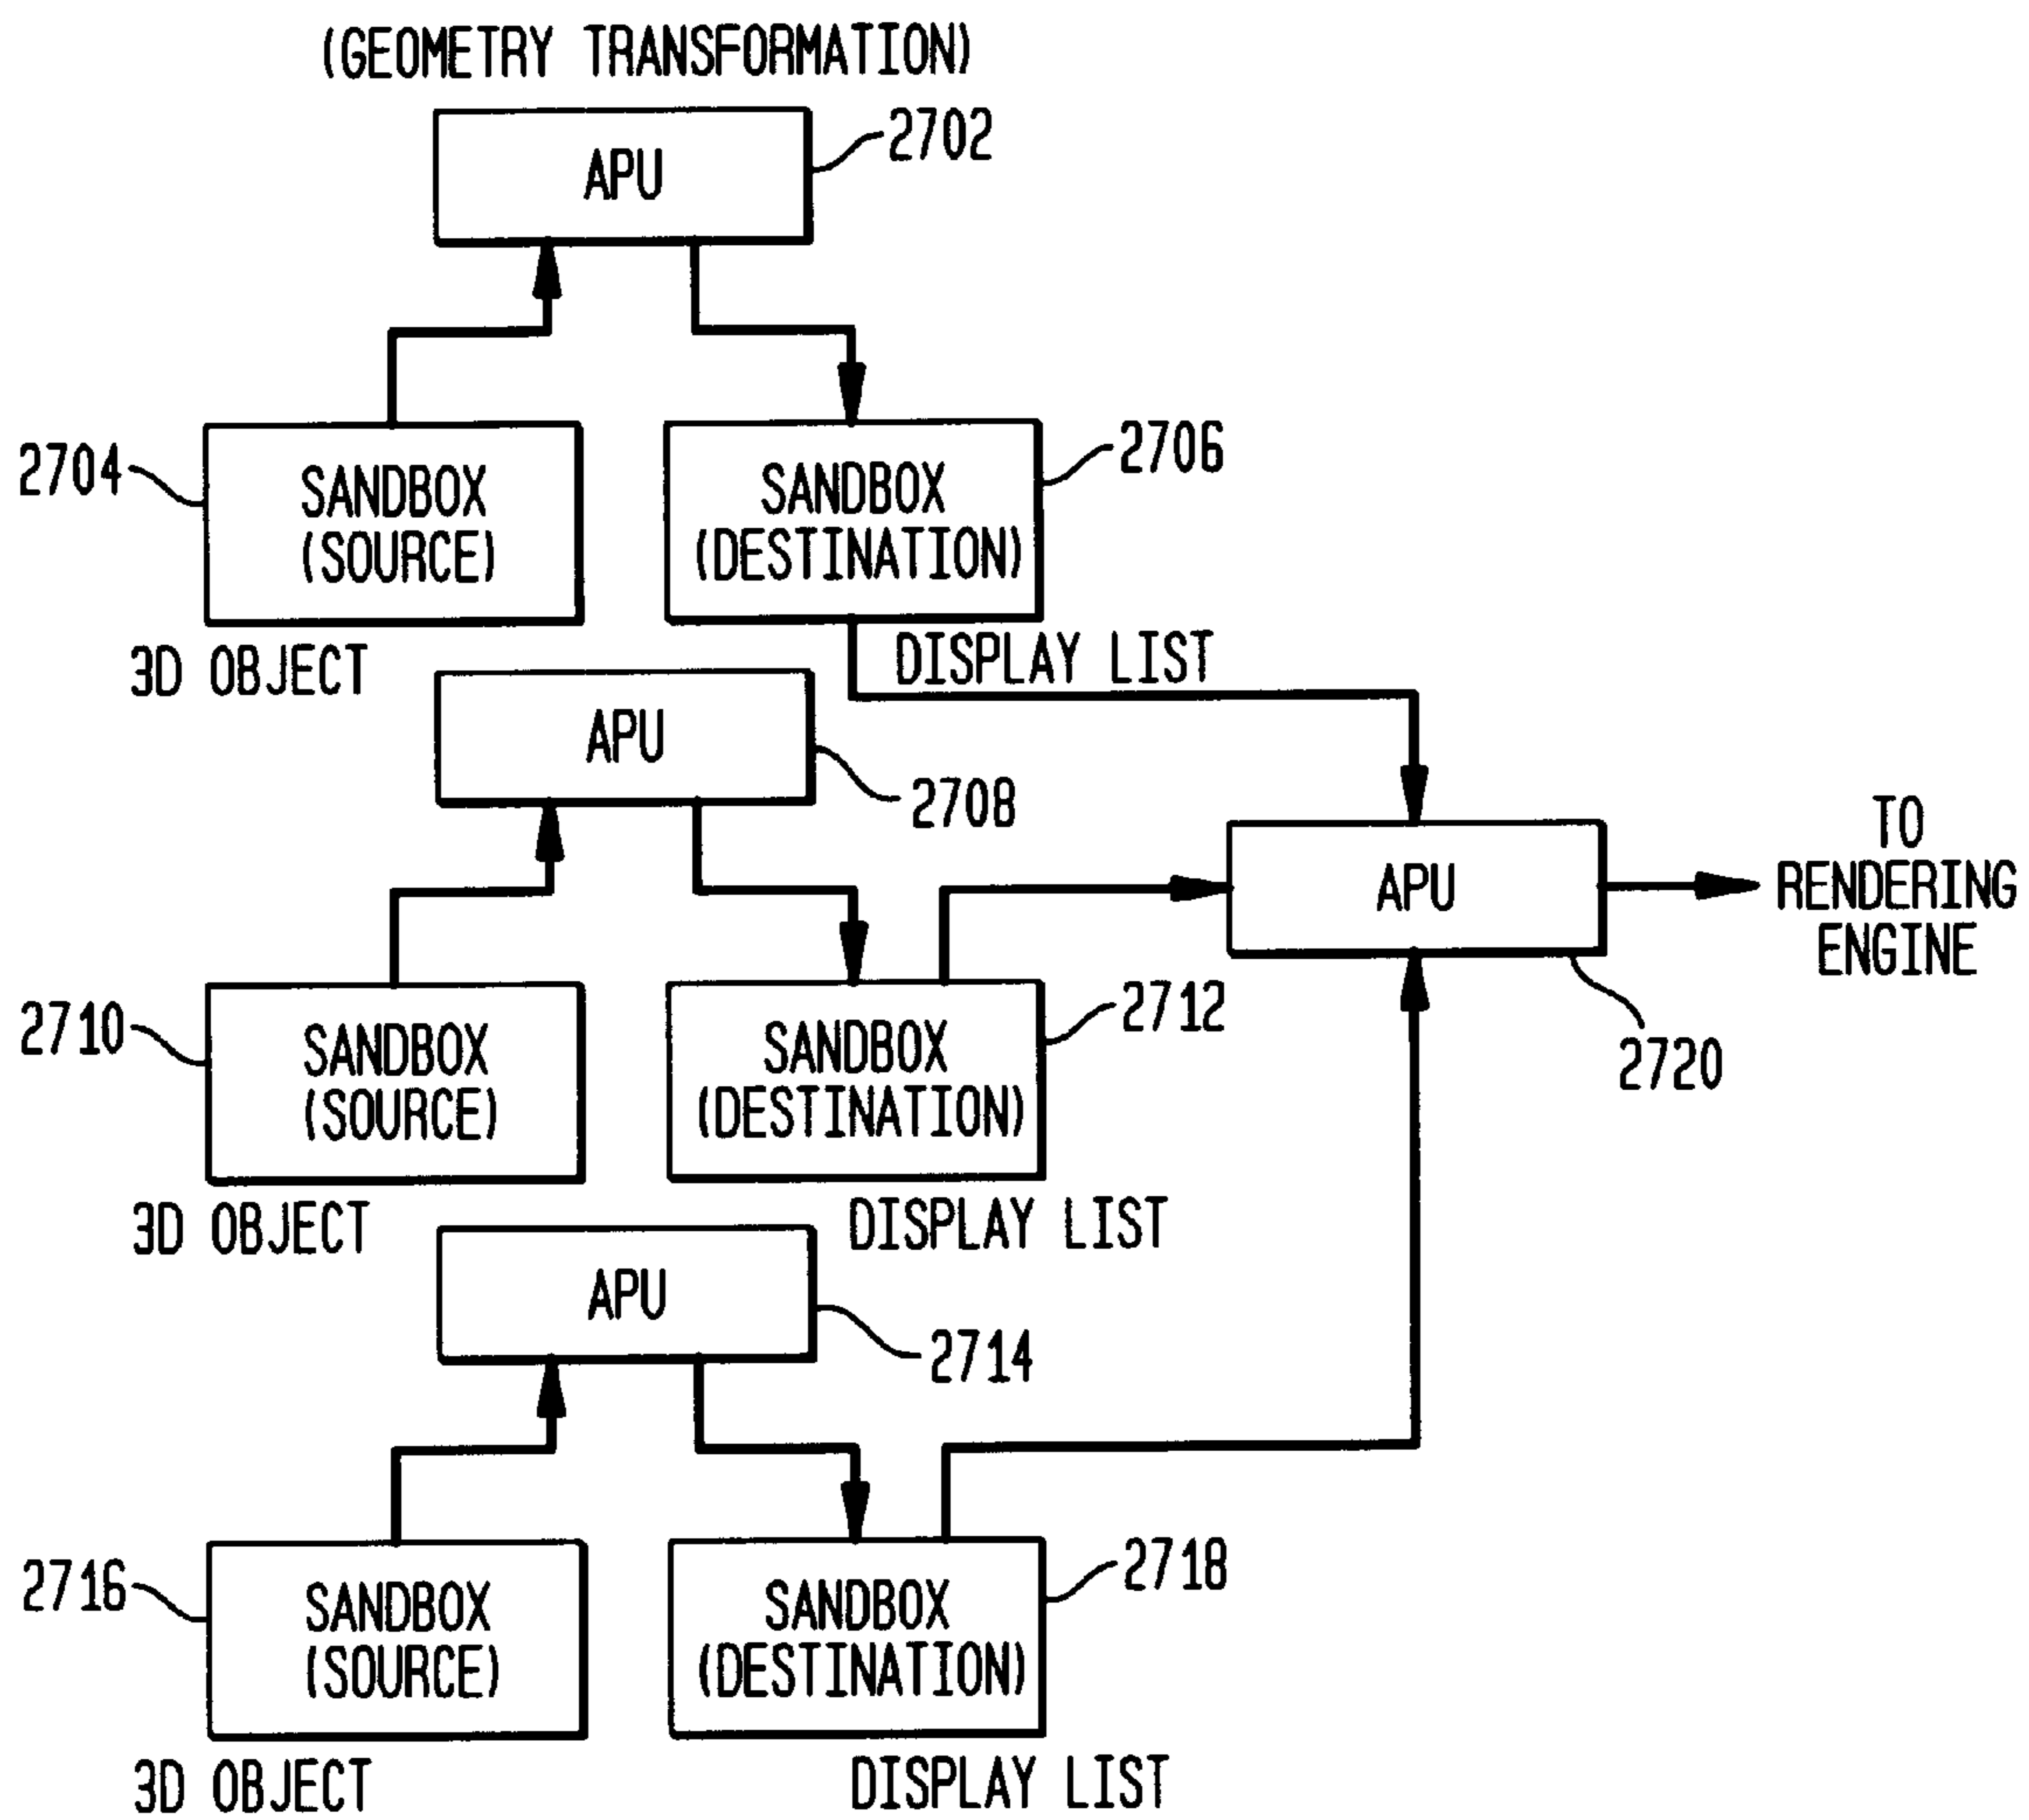 (GEOMETRY TRANSFORMATION)
APU
2702
2704
SANDBOX
(SOURCE)
3D OBJECT
SANDBOX
(DESTINATION)
2706
DISPLAY LIST
APU
2708
2710
SANDBOX
(SOURCE)
3D OBJECT
SANDBOX
(DESTINATION)
2712
DISPLAY LIST
APU
2714
2716
SANDBOX
(SOURCE)
3D OBJECT
SANDBOX
(DESTINATION)
2718
DISPLAY LIST
APU
2720
TO
RENDERING
ENGINE